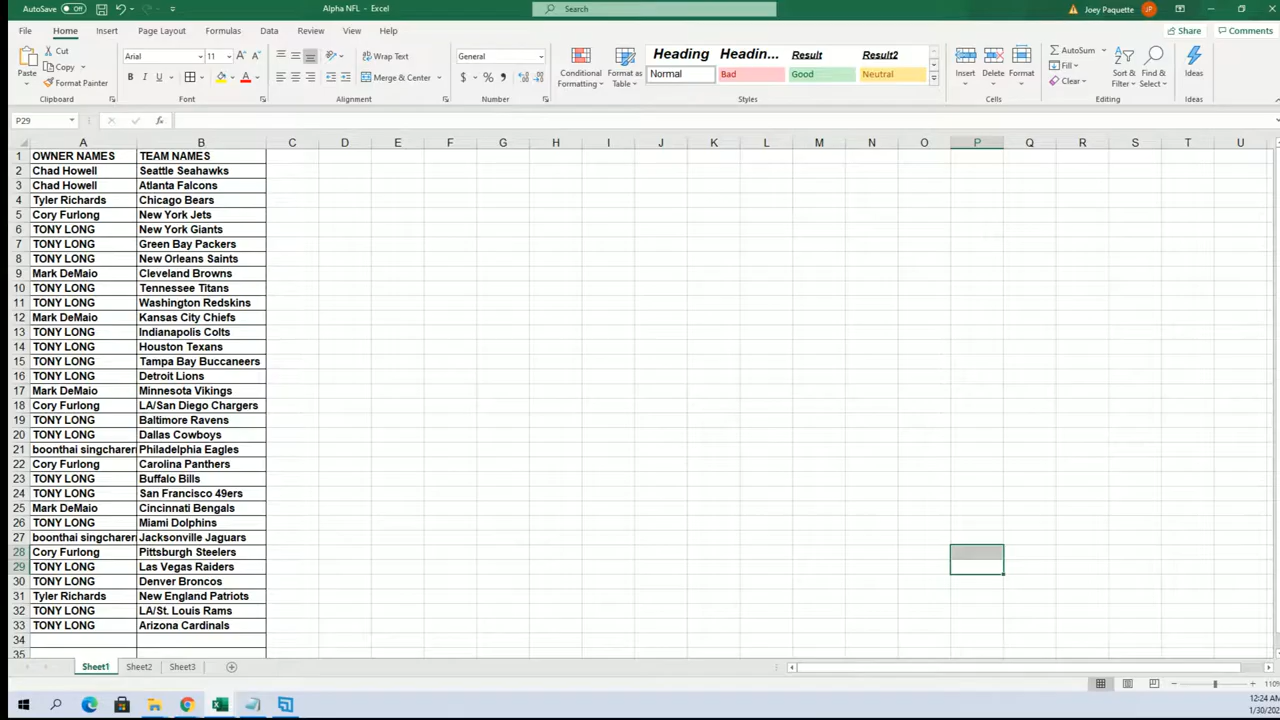 AutoSave Off
Alpha NFL - Excel
Search
Joey Paquette JP
File Home Insert Page Layout Formulas Data Review View Help
Share Comments
Paste Cut Copy Format Painter Clipboard
Arial 11 Font
Wrap Text Merge & Center Alignment
General Number
Conditional Formatting Format as Table
Heading Headin... Result Result2
Normal Bad Good Neutral
Styles
Insert Delete Format Cells
AutoSum Fill Clear Sort & Filter Find & Select Editing
Ideas Ideas
P29 fx
A B C D E F G H I J K L M N O P Q R S T U
1 OWNER NAMES TEAM NAMES
2 Chad Howell Seattle Seahawks
3 Chad Howell Atlanta Falcons
4 Tyler Richards Chicago Bears
5 Cory Furlong New York Jets
6 TONY LONG New York Giants
7 TONY LONG Green Bay Packers
8 TONY LONG New Orleans Saints
9 Mark DeMaio Cleveland Browns
10 TONY LONG Tennessee Titans
11 TONY LONG Washington Redskins
12 Mark DeMaio Kansas City Chiefs
13 TONY LONG Indianapolis Colts
14 TONY LONG Houston Texans
15 TONY LONG Tampa Bay Buccaneers
16 TONY LONG Detroit Lions
17 Mark DeMaio Minnesota Vikings
18 Cory Furlong LA/San Diego Chargers
19 TONY LONG Baltimore Ravens
20 TONY LONG Dallas Cowboys
21 boonthai singcharer Philadelphia Eagles
22 Cory Furlong Carolina Panthers
23 TONY LONG Buffalo Bills
24 TONY LONG San Francisco 49ers
25 Mark DeMaio Cincinnati Bengals
26 TONY LONG Miami Dolphins
27 boonthai singcharer Jacksonville Jaguars
28 Cory Furlong Pittsburgh Steelers
29 TONY LONG Las Vegas Raiders
30 TONY LONG Denver Broncos
31 Tyler Richards New England Patriots
32 TONY LONG LA/St. Louis Rams
33 TONY LONG Arizona Cardinals
34
35
Sheet1 Sheet2 Sheet3
110%
12:24 AM
1/30/202